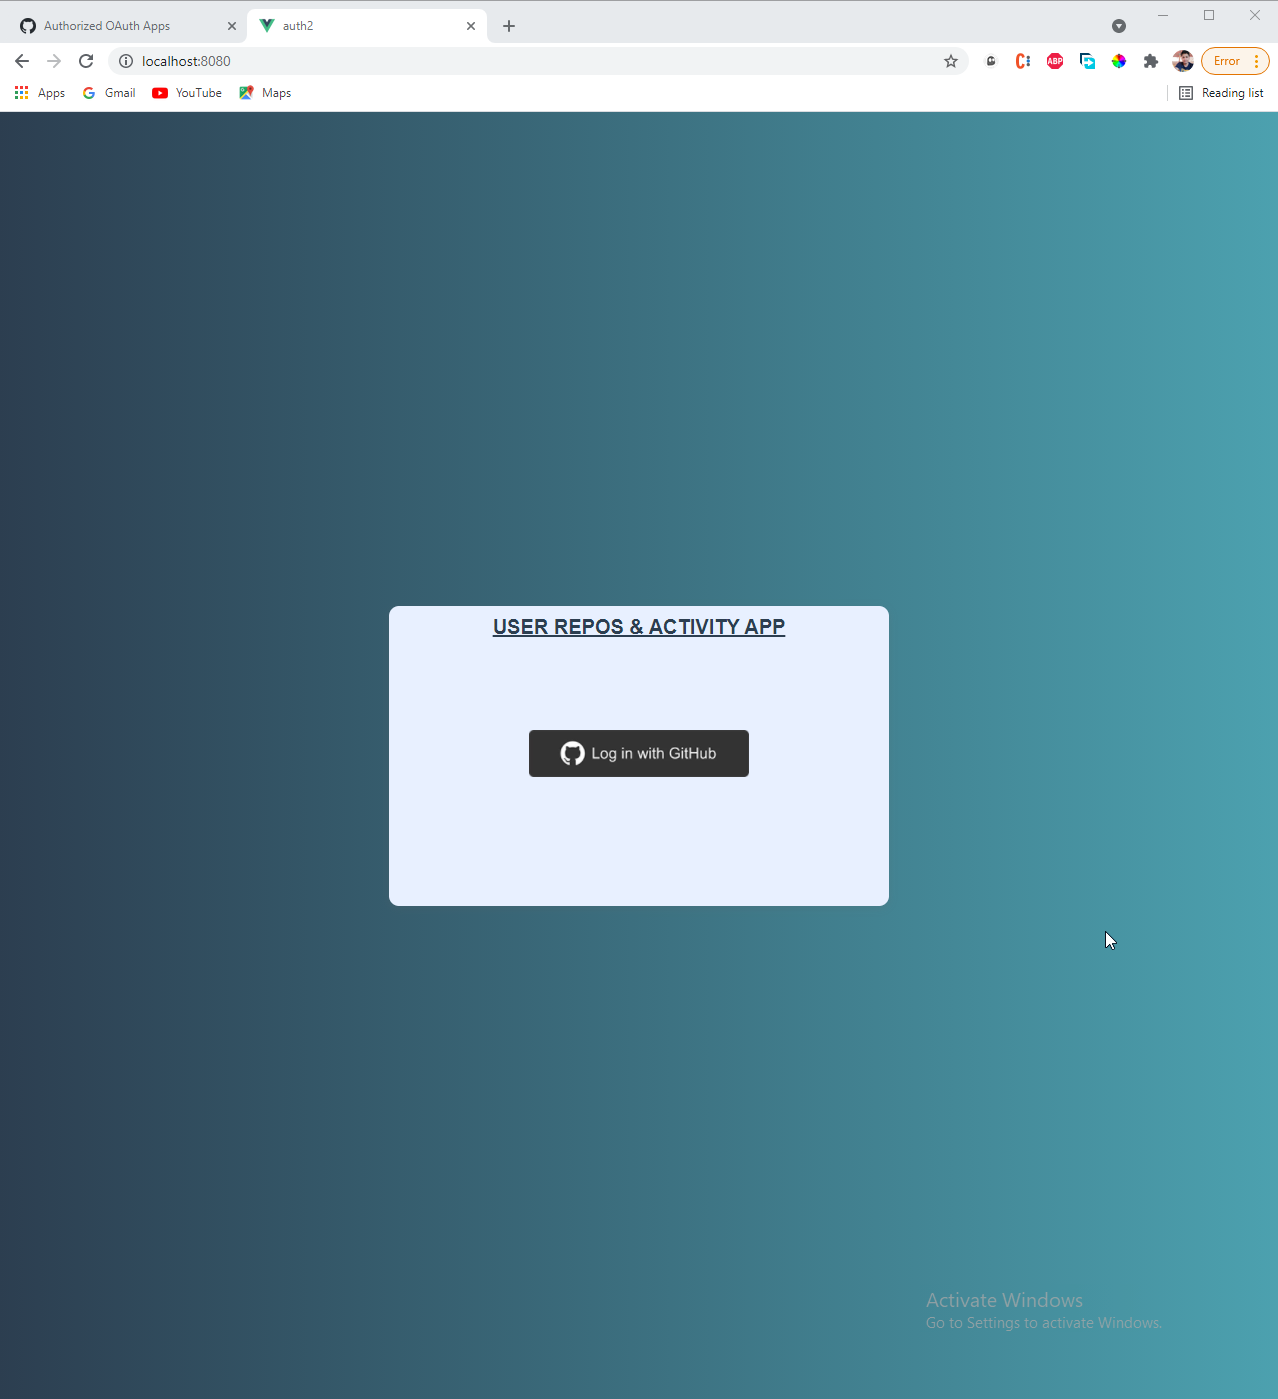 Authorized OAuth Apps
auth2
localhost:8080
ABP
Error
Apps
Gmail
YouTube
Maps
Reading list
USER REPOS & ACTIVITY APP
Log in with GitHub
Activate Windows
Go to Settings to activate Windows.